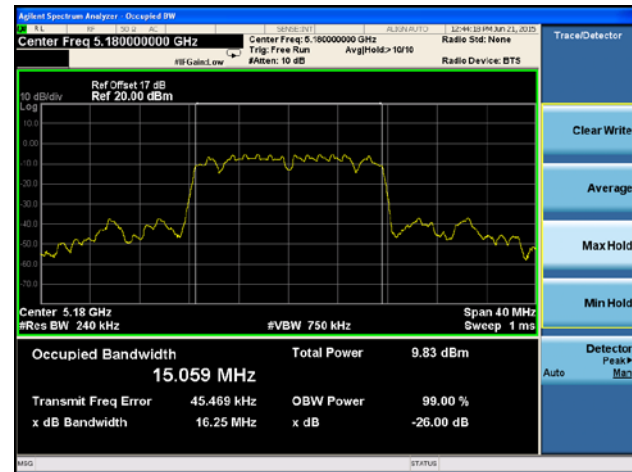 Agilent Spectrum Analyzer - Occupied BW
RL RF 50 Ω AC SENSE:INT ALIGN AUTO 12:44:18 PM Jun 21, 2015
Center Freq 5.180000000 GHz Center Freq: 5.180000000 GHz Radio Std: None Trace/Detector
Trig: Free Run Avg|Hold:> 10/10
#IFGain:Low #Atten: 10 dB Radio Device: BTS
Ref Offset 17 dB
10 dB/div Ref 20.00 dBm
Log
10.0
0.00
-10.0
-20.0
-30.0
-40.0
-50.0
-60.0
-70.0
Clear Write
Average
Max Hold
Min Hold
Center 5.18 GHz Span 40 MHz
#Res BW 240 kHz #VBW 750 kHz Sweep 1 ms
Occupied Bandwidth Total Power 9.83 dBm
15.059 MHz
Transmit Freq Error 45.469 kHz OBW Power 99.00 %
x dB Bandwidth 16.25 MHz x dB -26.00 dB
Detector
Peak▶
Auto Man
MSG STATUS